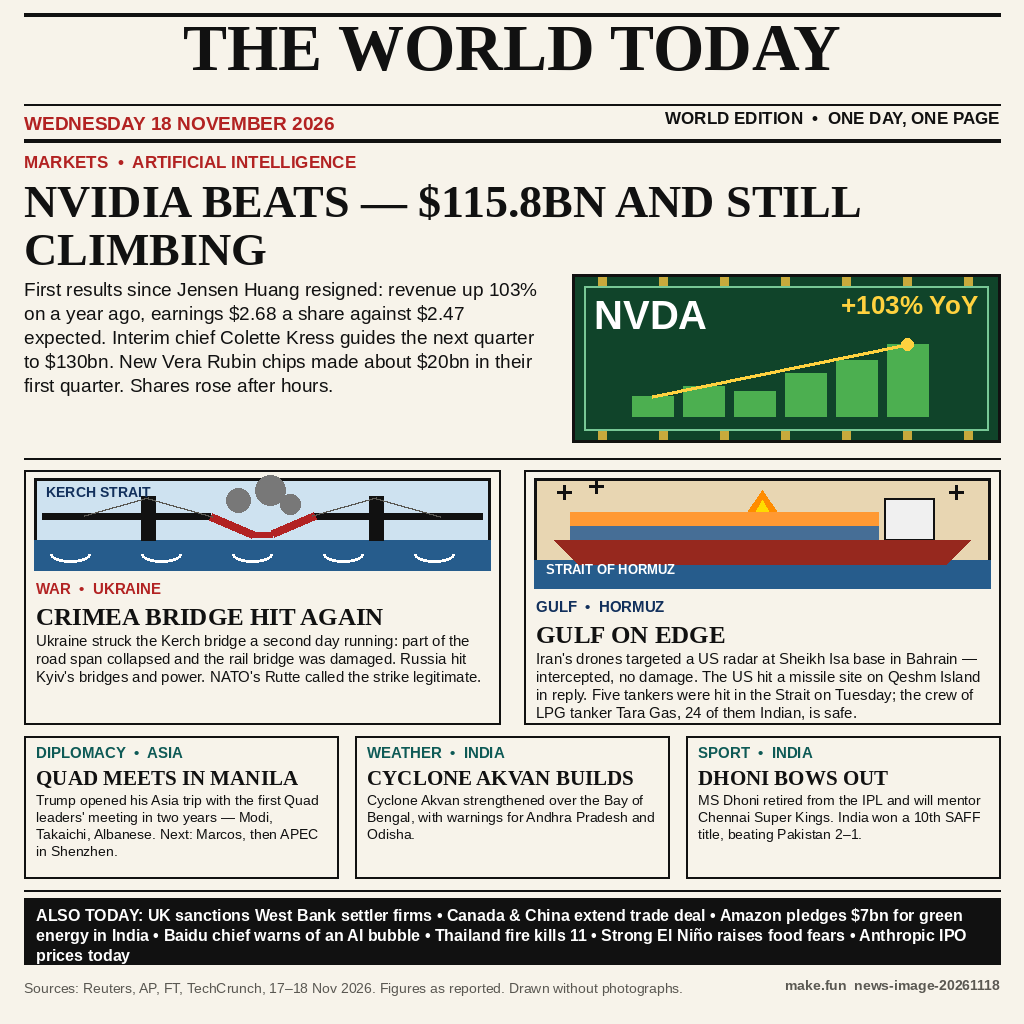 THE WORLD TODAY
WEDNESDAY 18 NOVEMBER 2026
WORLD EDITION • ONE DAY, ONE PAGE
MARKETS • ARTIFICIAL INTELLIGENCE
NVIDIA BEATS — $115.8BN AND STILL
CLIMBING
First results since Jensen Huang resigned: revenue up 103%
on a year ago, earnings $2.68 a share against $2.47
expected. Interim chief Colette Kress guides the next quarter
to $130bn. New Vera Rubin chips made about $20bn in their
first quarter. Shares rose after hours.
NVDA
+103% YoY
KERCH STRAIT
WAR • UKRAINE
CRIMEA BRIDGE HIT AGAIN
Ukraine struck the Kerch bridge a second day running: part of the
road span collapsed and the rail bridge was damaged. Russia hit
Kyiv's bridges and power. NATO's Rutte called the strike legitimate.
STRAIT OF HORMUZ
GULF • HORMUZ
GULF ON EDGE
Iran's drones targeted a US radar at Sheikh Isa base in Bahrain —
intercepted, no damage. The US hit a missile site on Qeshm Island
in reply. Five tankers were hit in the Strait on Tuesday; the crew of
LPG tanker Tara Gas, 24 of them Indian, is safe.
DIPLOMACY • ASIA
QUAD MEETS IN MANILA
Trump opened his Asia trip with the first Quad
leaders' meeting in two years — Modi,
Takaichi, Albanese. Next: Marcos, then APEC
in Shenzhen.
WEATHER • INDIA
CYCLONE AKVAN BUILDS
Cyclone Akvan strengthened over the Bay of
Bengal, with warnings for Andhra Pradesh and
Odisha.
SPORT • INDIA
DHONI BOWS OUT
MS Dhoni retired from the IPL and will mentor
Chennai Super Kings. India won a 10th SAFF
title, beating Pakistan 2–1.
ALSO TODAY: UK sanctions West Bank settler firms • Canada & China extend trade deal • Amazon pledges $7bn for green
energy in India • Baidu chief warns of an AI bubble • Thailand fire kills 11 • Strong El Niño raises food fears • Anthropic IPO
prices today
Sources: Reuters, AP, FT, TechCrunch, 17–18 Nov 2026. Figures as reported. Drawn without photographs.
make.fun news-image-20261118